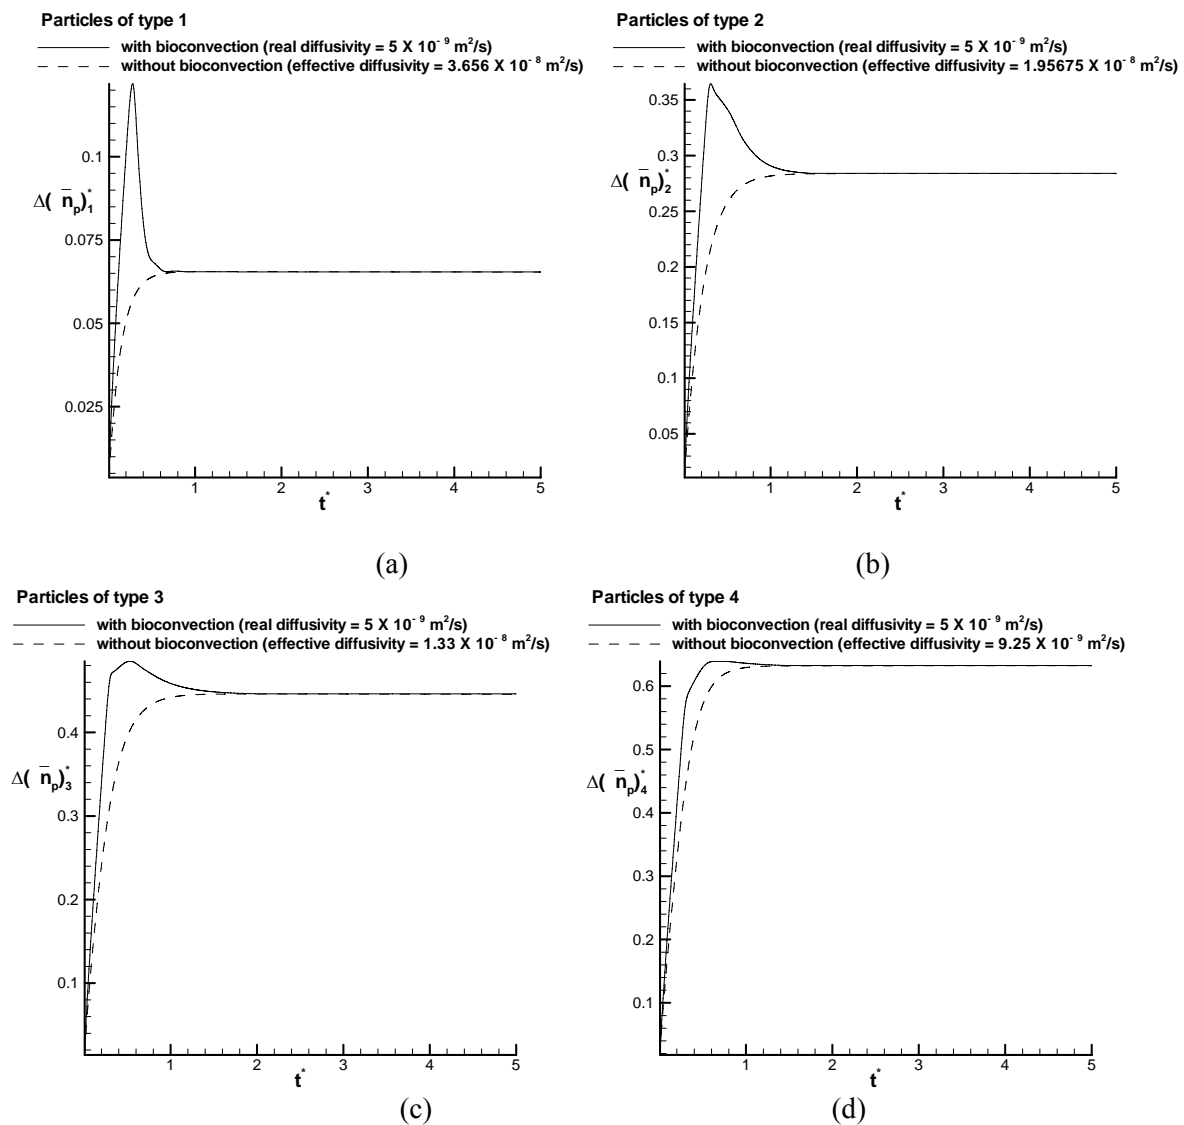 Particles of type 1
with bioconvection (real diffusivity = 5 X 10⁻⁹ m²/s)
without bioconvection (effective diffusivity = 3.656 X 10⁻⁸ m²/s)
0.1
Δ( n̅ₚ)₁*
0.075
0.05
0.025
1 2 3 4 5
t*
(a)
Particles of type 2
with bioconvection (real diffusivity = 5 X 10⁻⁹ m²/s)
without bioconvection (effective diffusivity = 1.95675 X 10⁻⁸ m²/s)
0.35
0.3
Δ( n̅ₚ)₂*
0.25
0.2
0.15
0.1
0.05
1 2 3 4 5
t*
(b)
Particles of type 3
with bioconvection (real diffusivity = 5 X 10⁻⁹ m²/s)
without bioconvection (effective diffusivity = 1.33 X 10⁻⁸ m²/s)
0.4
Δ( n̅ₚ)₃*
0.3
0.2
0.1
1 2 3 4 5
t*
(c)
Particles of type 4
with bioconvection (real diffusivity = 5 X 10⁻⁹ m²/s)
without bioconvection (effective diffusivity = 9.25 X 10⁻⁹ m²/s)
0.6
0.5
Δ( n̅ₚ)₄*
0.4
0.3
0.2
0.1
1 2 3 4 5
t*
(d)